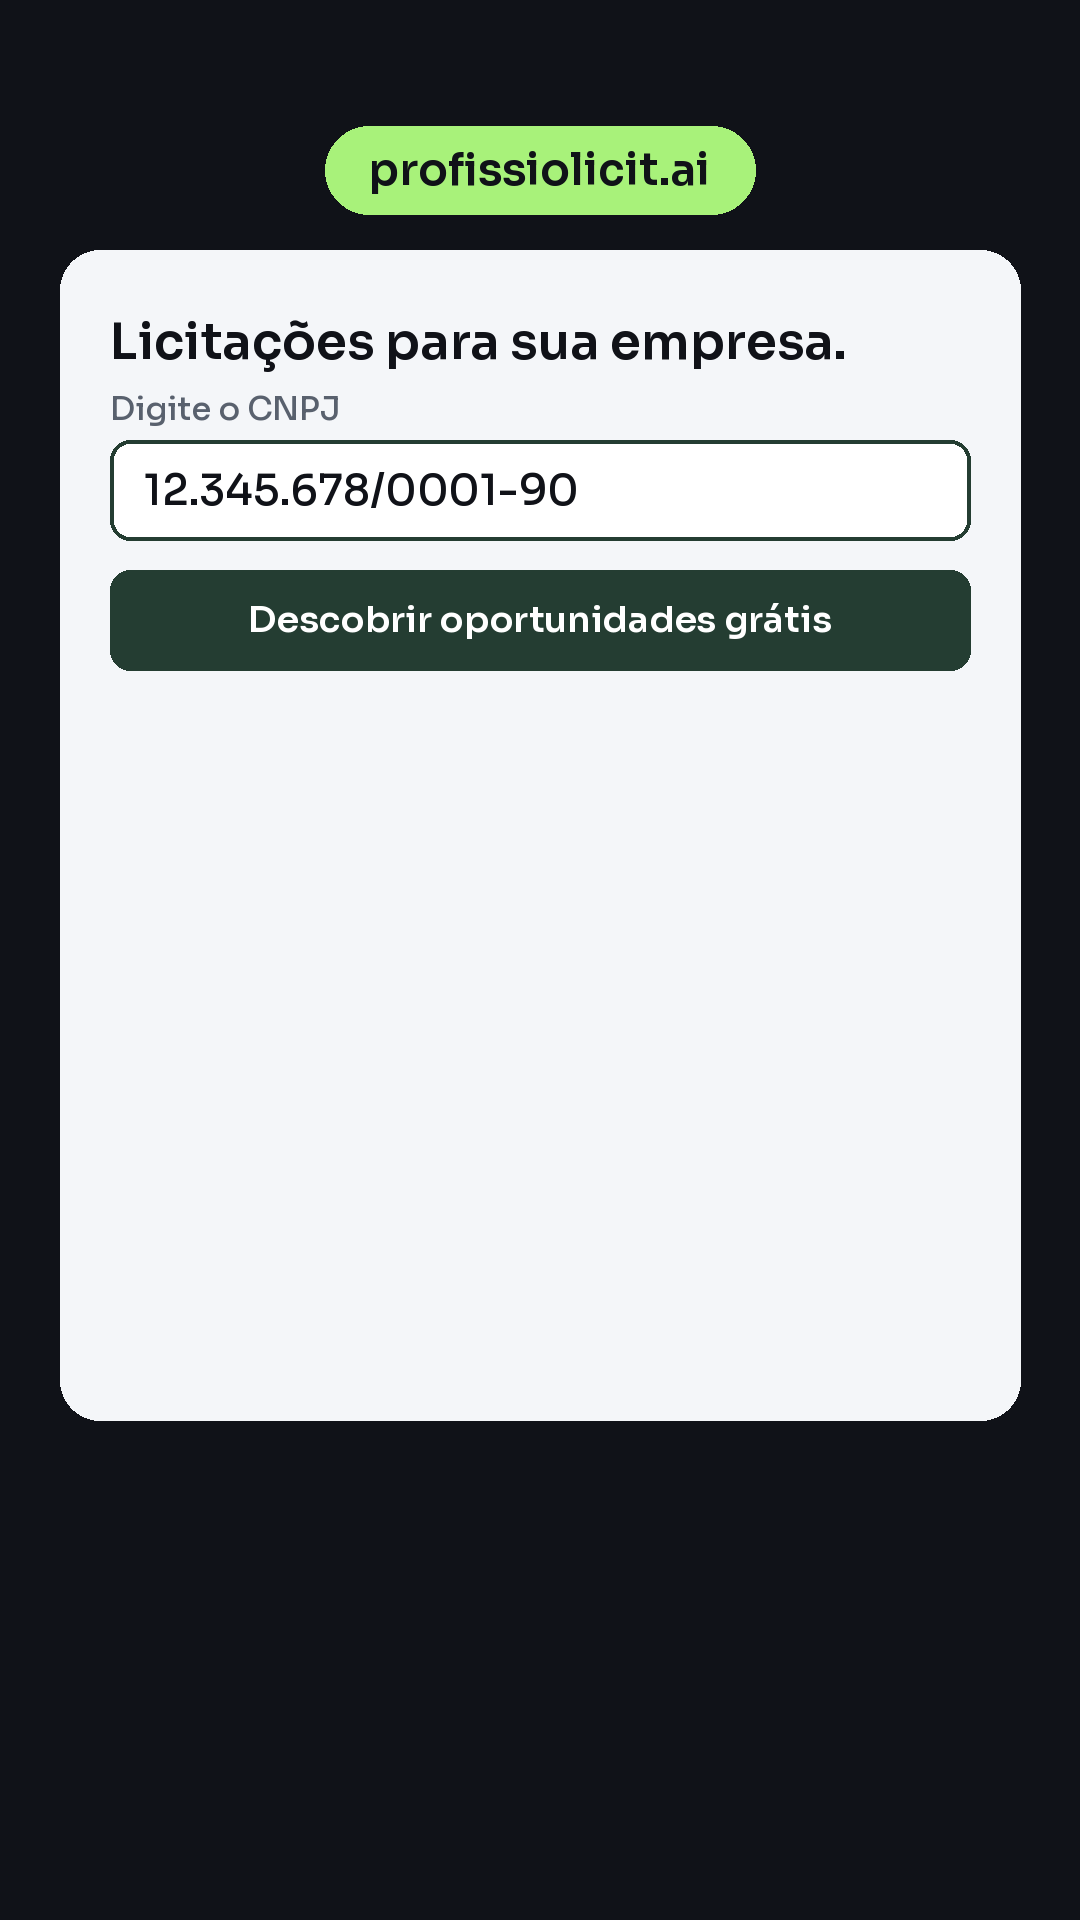 profissiolicit.ai
Licitações para sua empresa.
Digite o CNPJ
12.345.678/0001-90
Descobrir oportunidades grátis